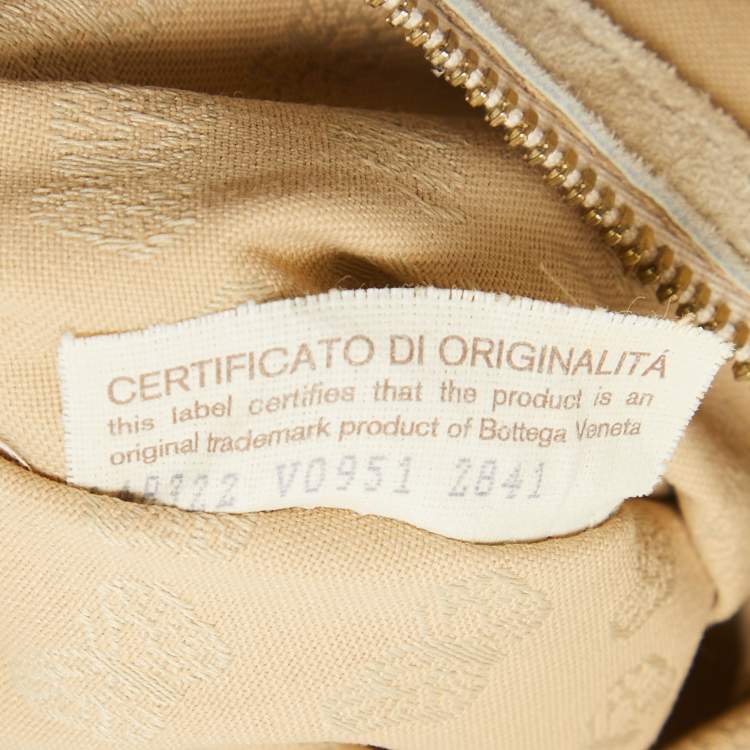 CERTIFICATO DI ORIGINALITÁ
this label certifies that the product is an
original trademark product of Bottega Veneta
V0951 2841